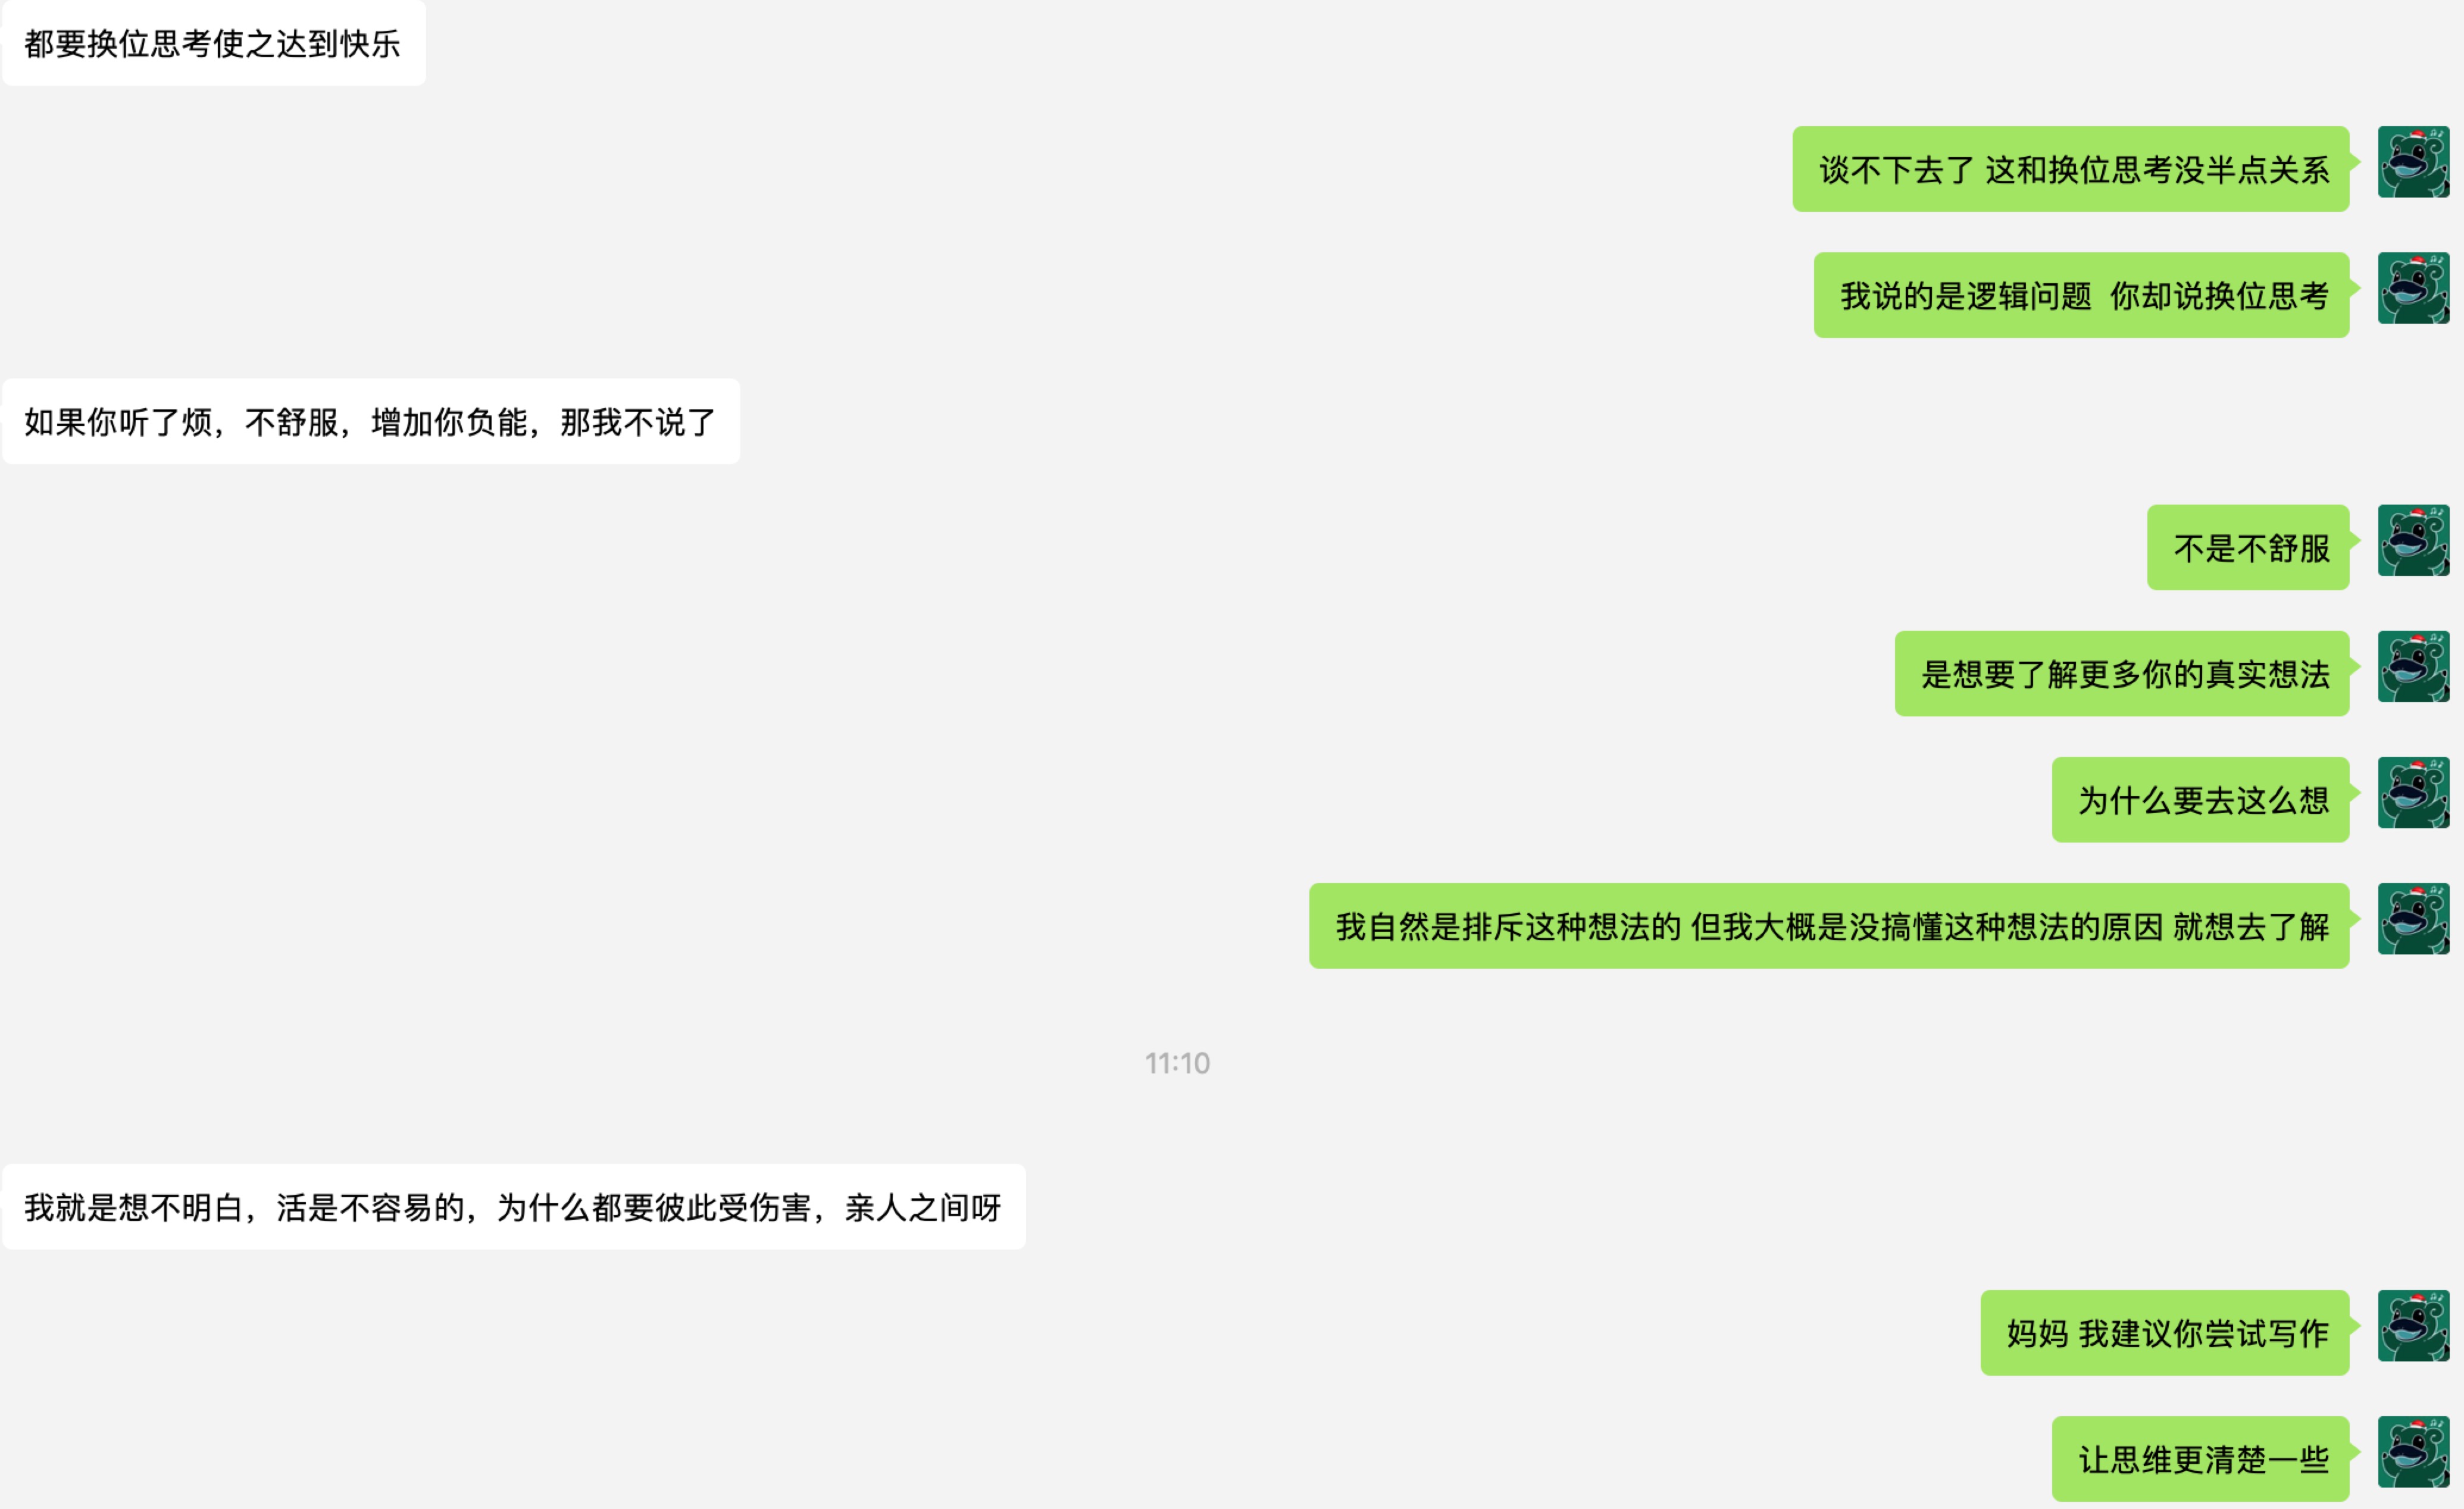 都要换位思考使之达到快乐
谈不下去了 这和换位思考没半点关系
我说的是逻辑问题  你却说换位思考
如果你听了烦，不舒服，增加你负能，那我不说了
不是不舒服
是想要了解更多你的真实想法
为什么要去这么想
我自然是排斥这种想法的 但我大概是没搞懂这种想法的原因 就想去了解
11:10
我就是想不明白，活是不容易的，为什么都要彼此受伤害，亲人之间呀
妈妈 我建议你尝试写作
让思维更清楚一些